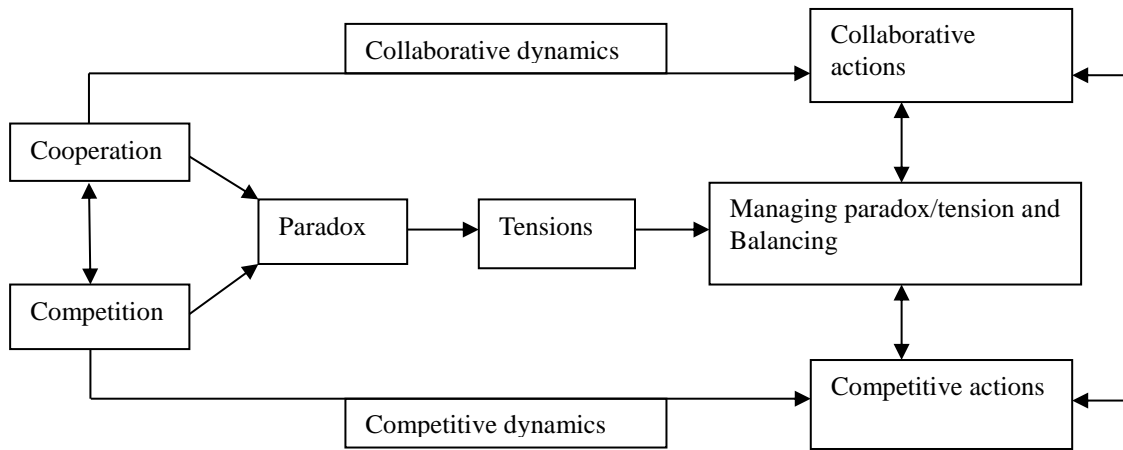 Collaborative dynamics
Collaborative
actions
Cooperation
Paradox
Tensions
Managing paradox/tension and
Balancing
Competition
Competitive actions
Competitive dynamics